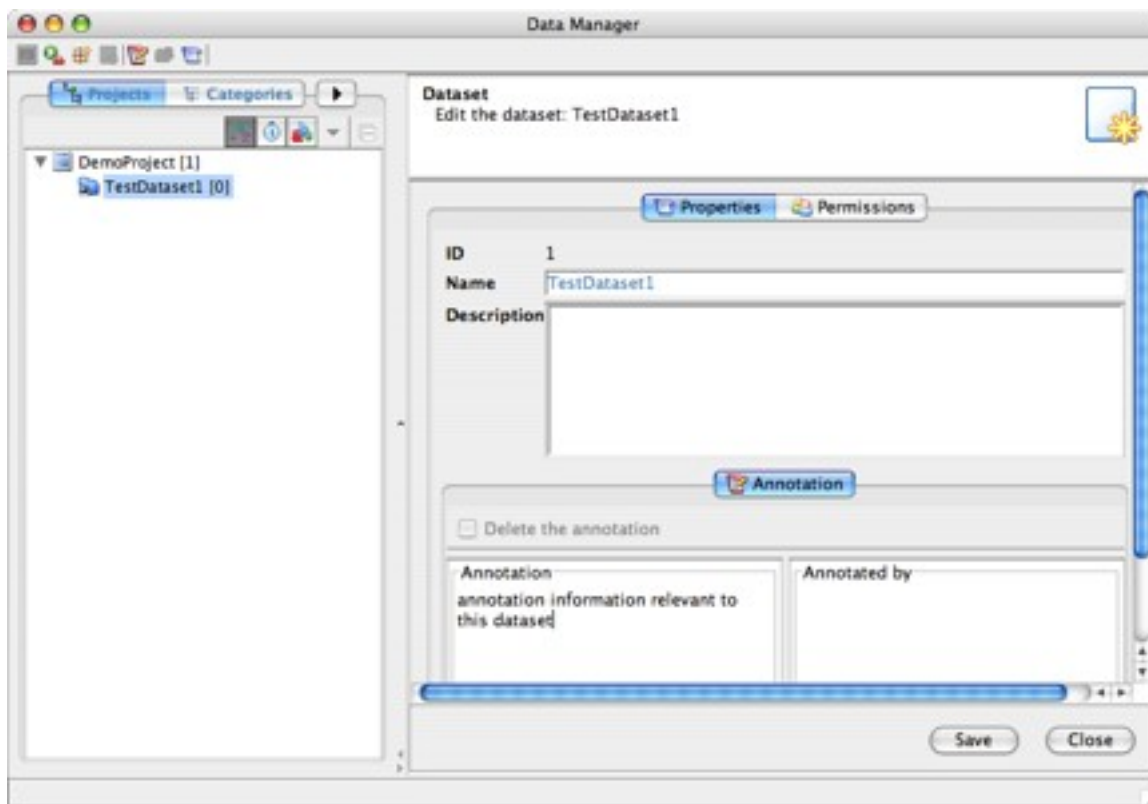 Data Manager
Projects
Categories
DemoProject [1]
TestDataset1 [0]
Dataset
Edit the dataset: TestDataset1
Properties
Permissions
ID 1
Name TestDataset1
Description
Annotation
Delete the annotation
Annotation
annotation information relevant to
this dataset
Annotated by
Save
Close